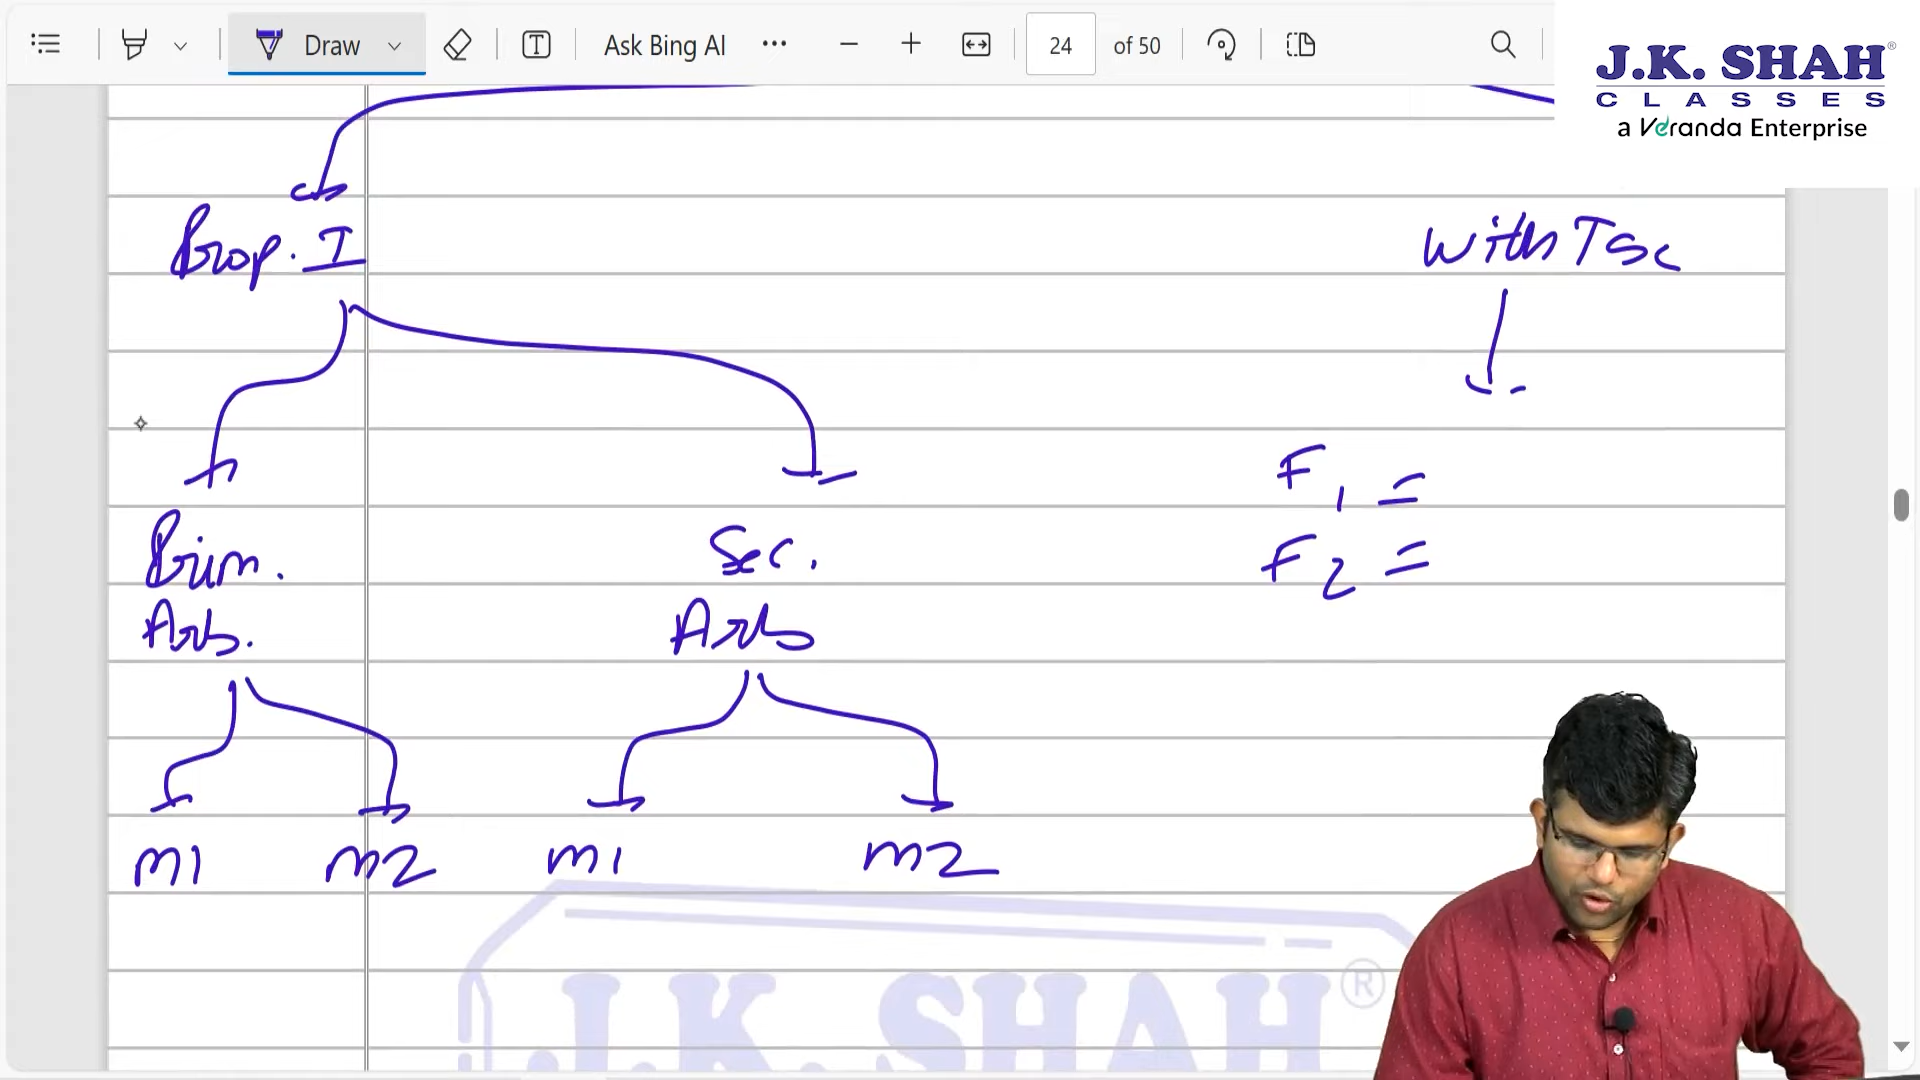 Draw
Ask Bing AI
24 of 50
J.K. SHAH®
CLASSES
a Veranda Enterprise
Prop. I
With Tsc
F1 =
F2 =
Prim.
Arb.
Sec.
Arb
m1
m2
m1
m2
J.K. SHAH®